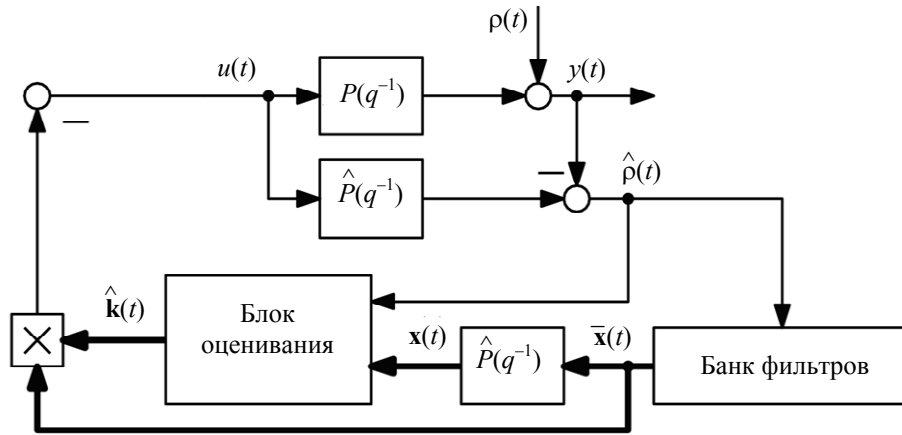 ρ(t)
u(t)
P(q⁻¹)
y(t)
—
P̂(q⁻¹)
—
ρ̂(t)
k̂(t)
Блок
оценивания
x(t)
P̂(q⁻¹)
x̄(t)
Банк фильтров
×